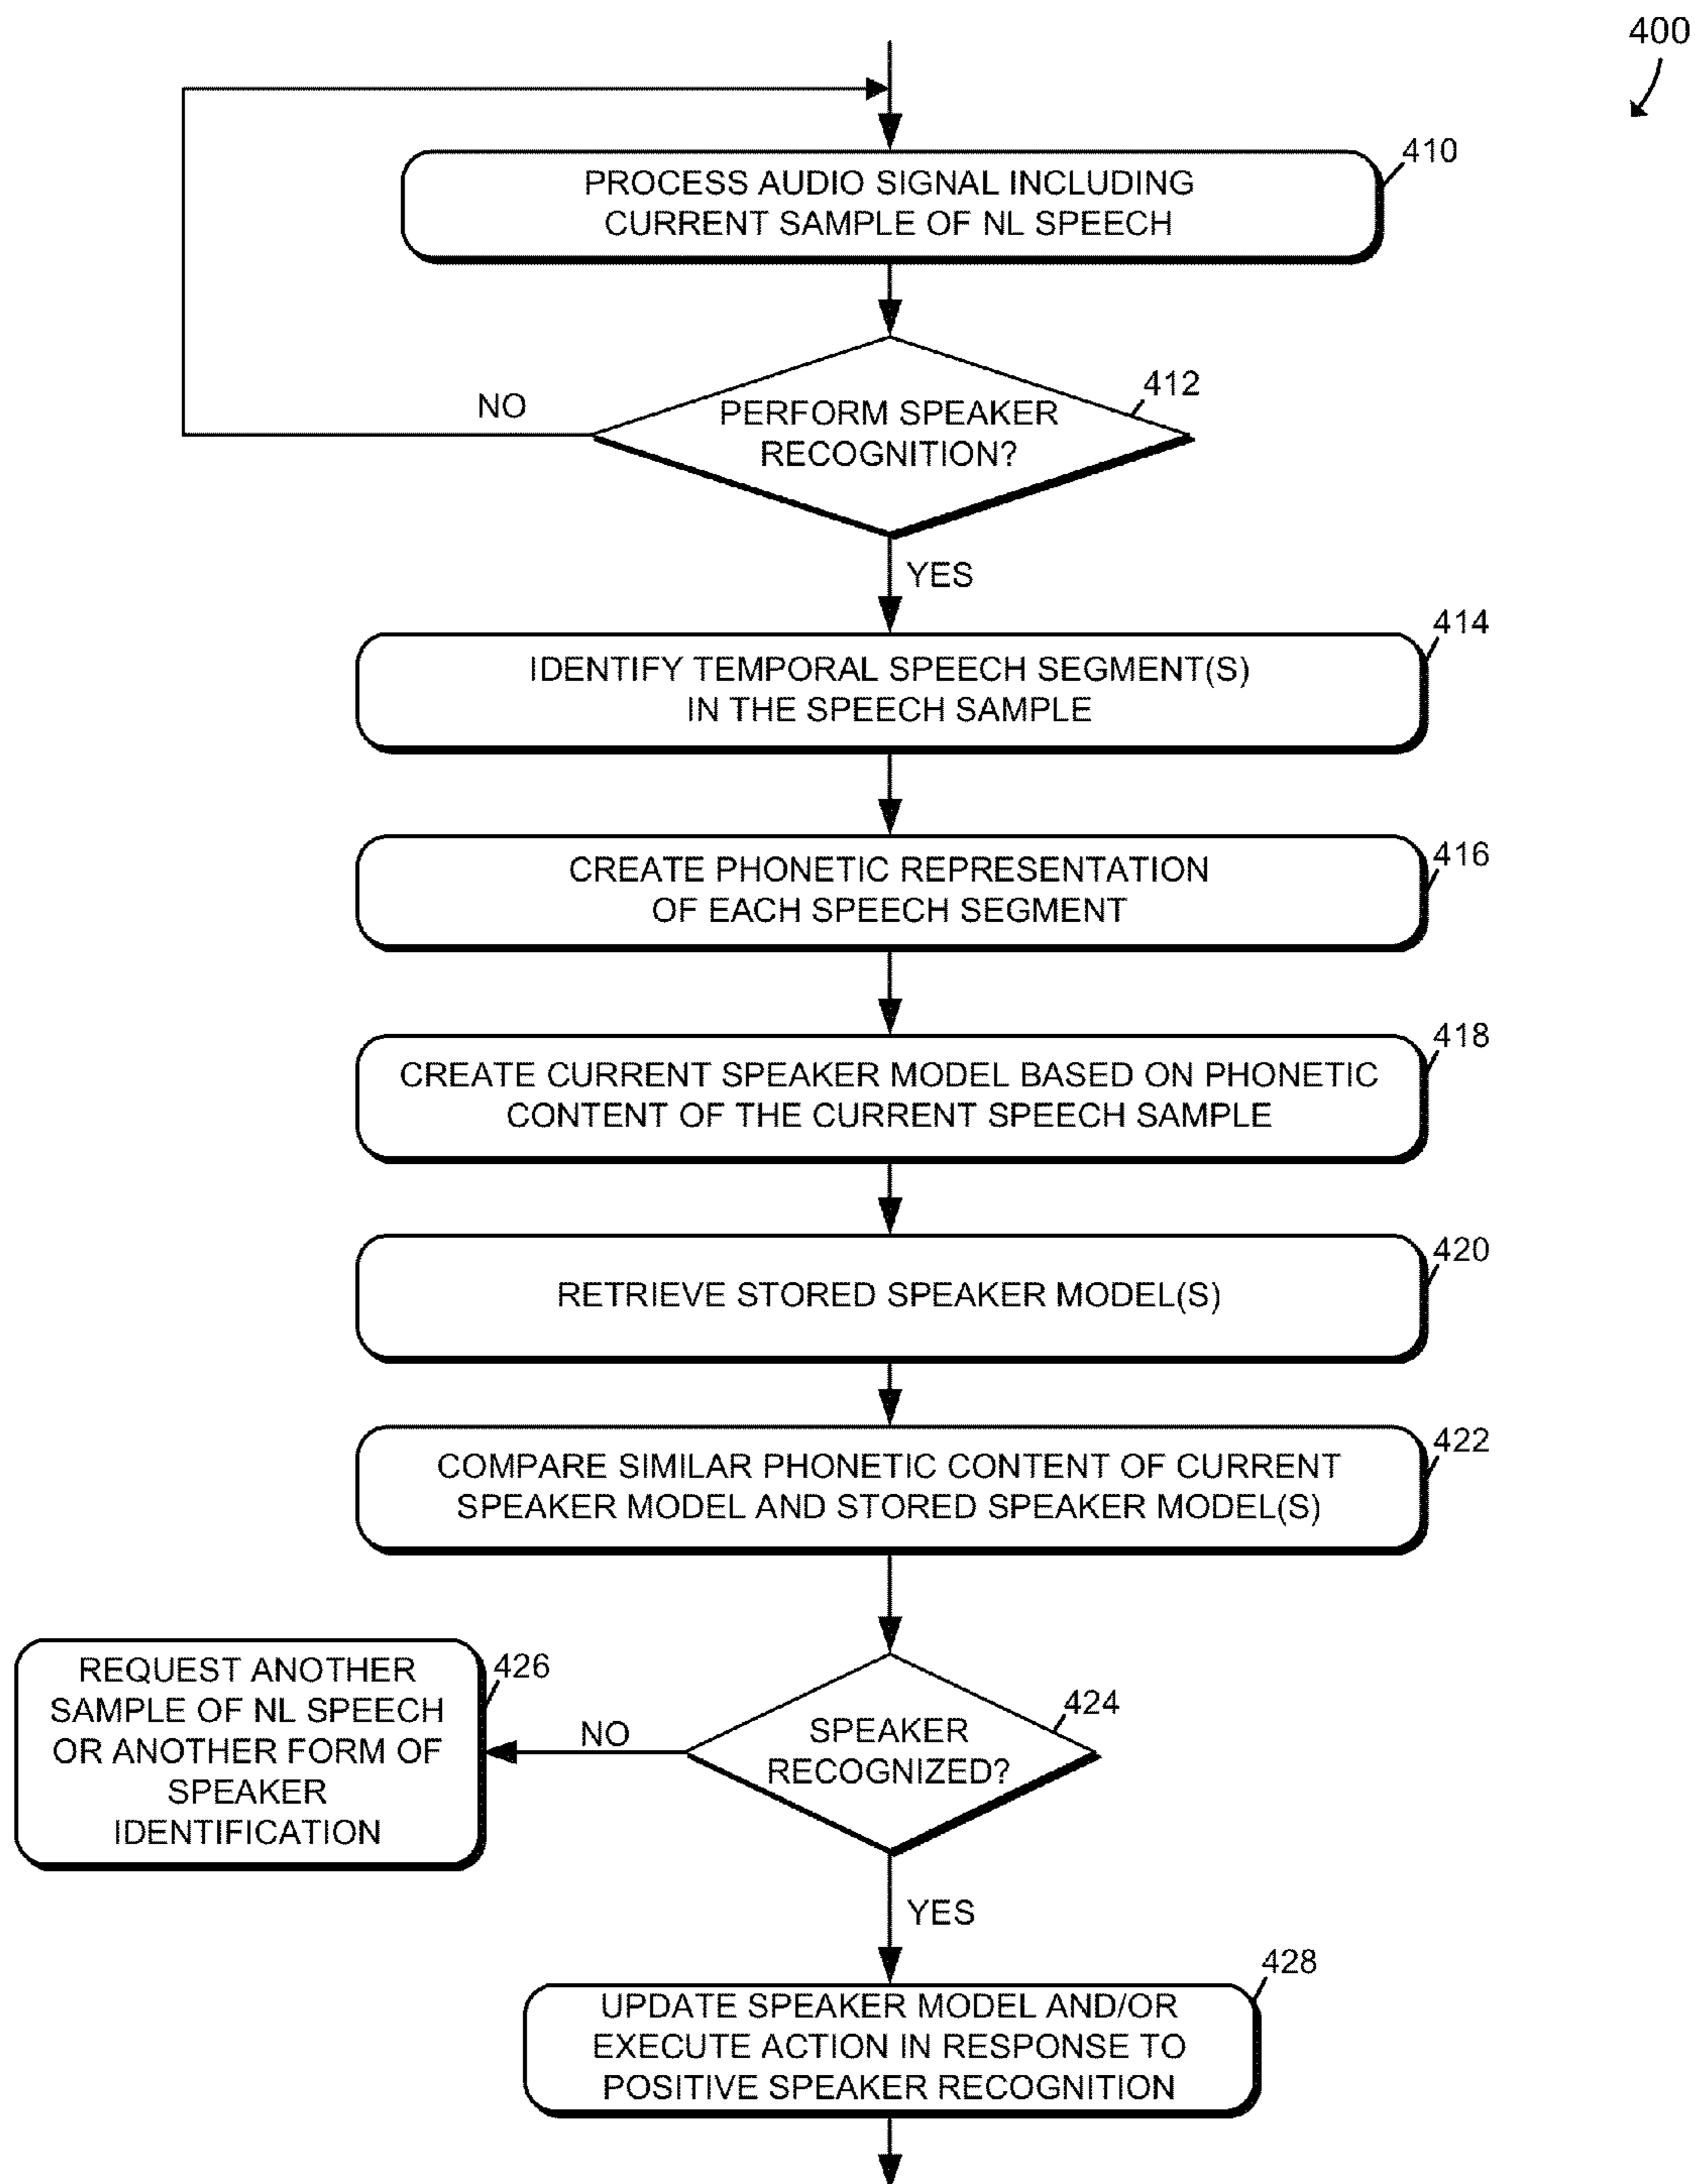 400
410
PROCESS AUDIO SIGNAL INCLUDING
CURRENT SAMPLE OF NL SPEECH
412
NO
PERFORM SPEAKER
RECOGNITION?
YES
414
IDENTIFY TEMPORAL SPEECH SEGMENT(S)
IN THE SPEECH SAMPLE
416
CREATE PHONETIC REPRESENTATION
OF EACH SPEECH SEGMENT
418
CREATE CURRENT SPEAKER MODEL BASED ON PHONETIC
CONTENT OF THE CURRENT SPEECH SAMPLE
420
RETRIEVE STORED SPEAKER MODEL(S)
422
COMPARE SIMILAR PHONETIC CONTENT OF CURRENT
SPEAKER MODEL AND STORED SPEAKER MODEL(S)
426
REQUEST ANOTHER
SAMPLE OF NL SPEECH
OR ANOTHER FORM OF
SPEAKER
IDENTIFICATION
NO
424
SPEAKER
RECOGNIZED?
YES
428
UPDATE SPEAKER MODEL AND/OR
EXECUTE ACTION IN RESPONSE TO
POSITIVE SPEAKER RECOGNITION